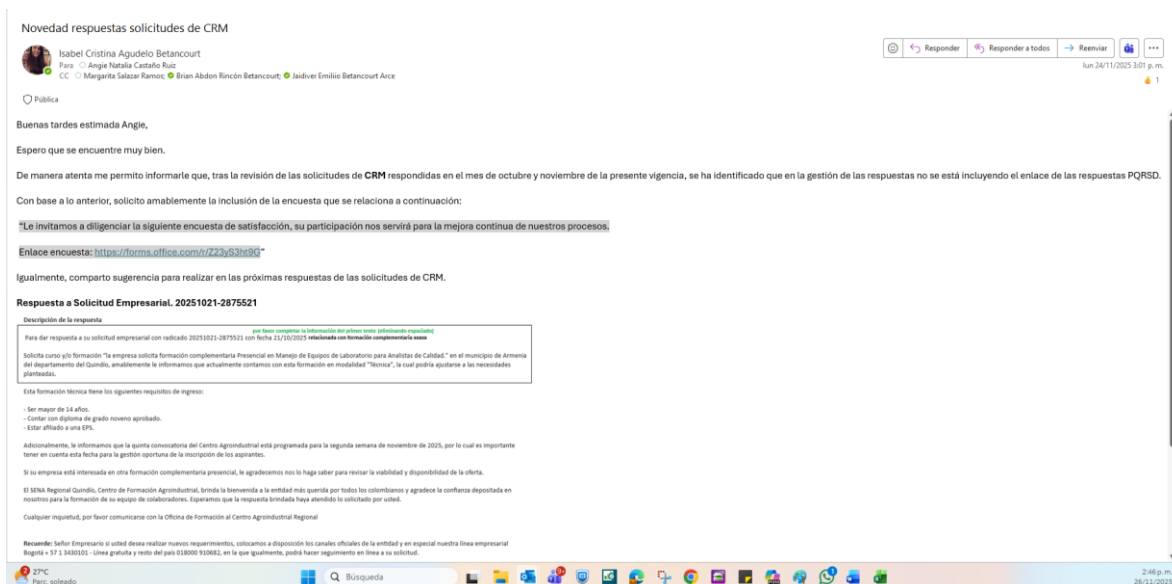 Novedad respuestas solicitudes de CRM
Isabel Cristina Agudelo Betancourt
Para Angie Natalia Castaño Ruiz
CC Margarita Salazar Ramos; Brian Abdon Rincón Betancourt; Jaidiver Emiliio Betancourt Arce
Responder Responder a todos Reenviar
lun 24/11/2025 3:01 p. m.
1
Pública
Buenas tardes estimada Angie,
Espero que se encuentre muy bien.
De manera atenta me permito informarle que, tras la revisión de las solicitudes de CRM respondidas en el mes de octubre y noviembre de la presente vigencia, se ha identificado que en la gestión de las respuestas no se está incluyendo el enlace de las respuestas PQRSD.
Con base a lo anterior, solicito amablemente la inclusión de la encuesta que se relaciona a continuación:
"Le invitamos a diligenciar la siguiente encuesta de satisfacción, su participación nos servirá para la mejora continua de nuestros procesos.
Enlace encuesta: https://forms.office.com/r/Z23yS3ht9G"
Igualmente, comparto sugerencia para realizar en las próximas respuestas de las solicitudes de CRM.
Respuesta a Solicitud Empresarial. 20251021-2875521
Descripción de la respuesta
por favor completar la información del primer texto (eliminando espaciado)
Para dar respuesta a su solicitud empresarial con radicado 20251021-2875521 con fecha 21/10/2025 relacionada con formación complementaria
Solicita curso y/o formación "la empresa solicita formación complementaria Presencial en Manejo de Equipos de Laboratorio para Analistas de Calidad." en el municipio de Armenia
del departamento del Quindío, amablemente le informamos que actualmente contamos con esta formación en modalidad "Técnica", la cual podría ajustarse a las necesidades
planteadas.
Esta formación técnica tiene los siguientes requisitos de ingreso:
- Ser mayor de 14 años.
- Contar con diploma de grado noveno aprobado.
- Estar afiliado a una EPS.
Adicionalmente, le informamos que la quinta convocatoria del Centro Agroindustrial está programada para la segunda semana de noviembre de 2025, por lo cual es importante
tener en cuenta esta fecha para la gestión oportuna de la inscripción de los aspirantes.
Si su empresa está interesada en otra formación complementaria presencial, le agradecemos nos lo haga saber para revisar la viabilidad y disponibilidad de la oferta.
El SENA Regional Quindío, Centro de Formación Agroindustrial, brinda la bienvenida a la entidad más querida por todos los colombianos y agradece la confianza depositada en
nosotros para la formación de su equipo de colaboradores. Esperamos que la respuesta brindada haya atendido lo solicitado por usted.
Cualquier inquietud, por favor comunicarse con la Oficina de Formación al Centro Agroindustrial Regional
Recuerde: Señor Empresario si usted desea realizar nuevos requerimientos, colocamos a disposición los canales oficiales de la entidad y en especial nuestra línea empresarial
Bogotá + 57 1 3430101 - Línea gratuita y resto del país 018000 910682, en la que igualmente, podrá hacer seguimiento en línea a su solicitud.
27°C
Parc. soleado
Búsqueda
2:46 p.m.
26/11/2025